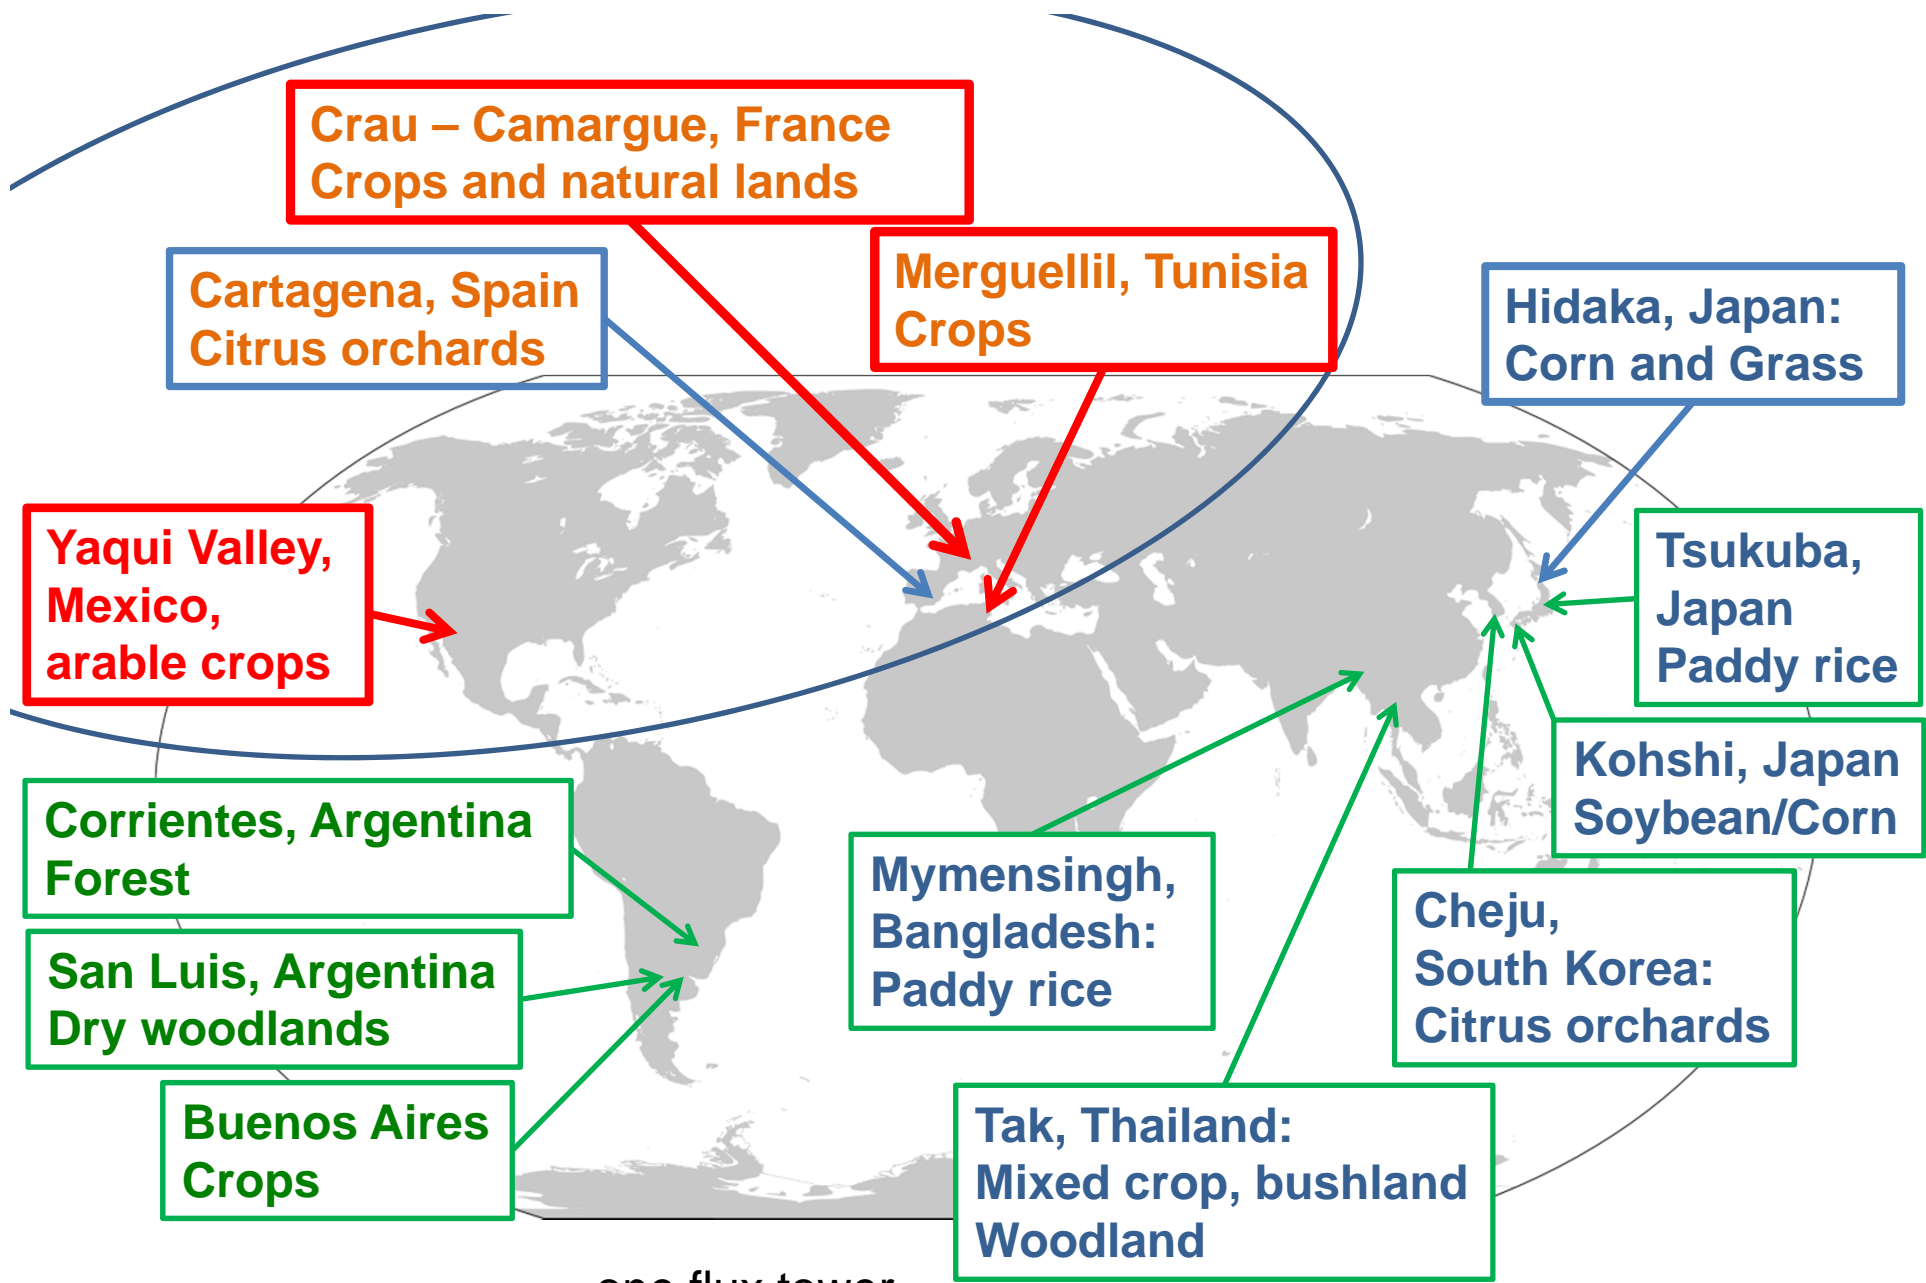 Crau – Camargue, France
Crops and natural lands
Cartagena, Spain
Citrus orchards
Merguellil, Tunisia
Crops
Hidaka, Japan:
Corn and Grass
Yaqui Valley,
Mexico,
arable crops
Tsukuba,
Japan
Paddy rice
Kohshi, Japan
Soybean/Corn
Corrientes, Argentina
Forest
San Luis, Argentina
Dry woodlands
Buenos Aires
Crops
Mymensingh,
Bangladesh:
Paddy rice
Cheju,
South Korea:
Citrus orchards
Tak, Thailand:
Mixed crop, bushland
Woodland
one flux tower